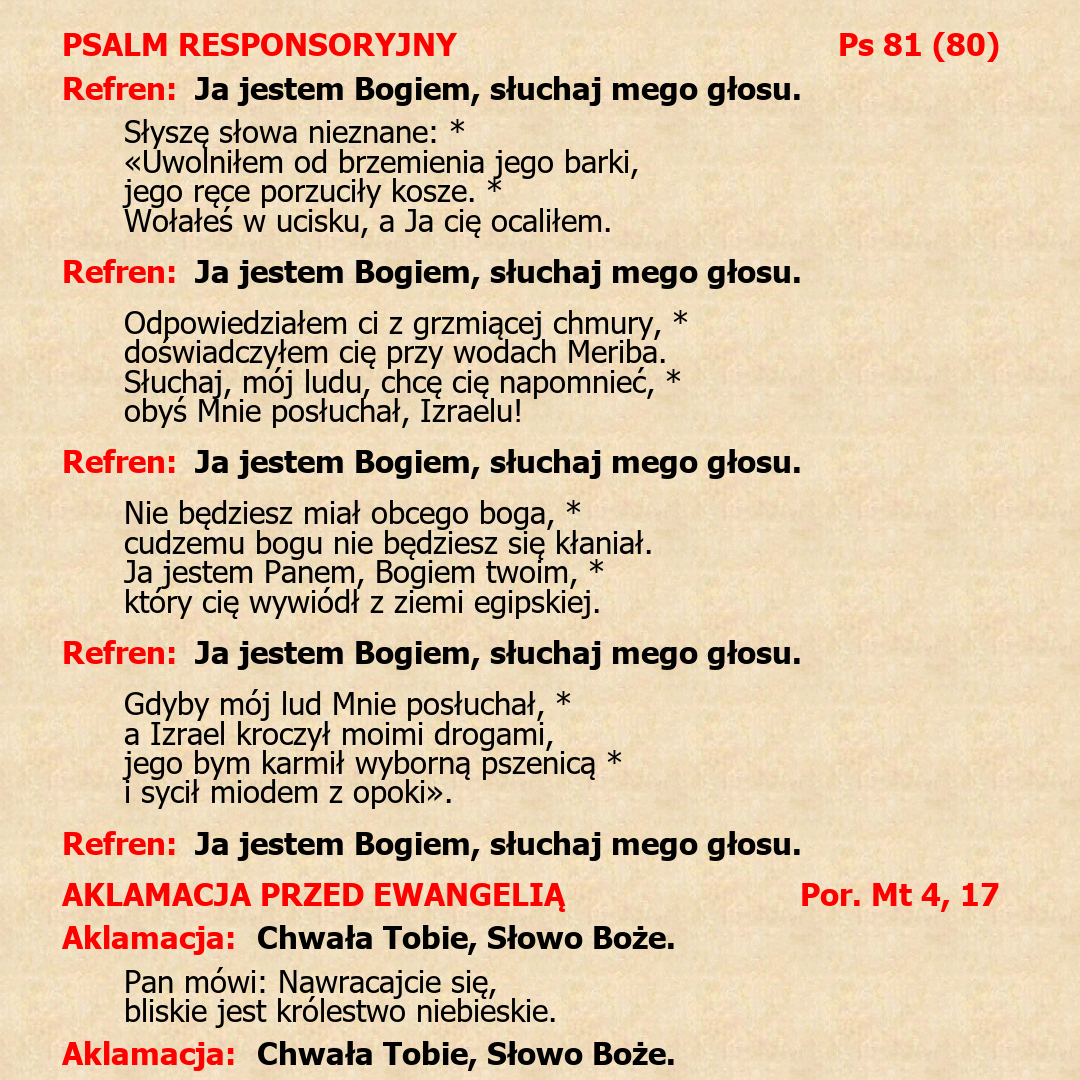 PSALM RESPONSORYJNY Ps 81 (80)
Refren: Ja jestem Bogiem, słuchaj mego głosu.
Słyszę słowa nieznane: *
«Uwolniłem od brzemienia jego barki,
jego ręce porzuciły kosze. *
Wołałeś w ucisku, a Ja cię ocaliłem.
Refren: Ja jestem Bogiem, słuchaj mego głosu.
Odpowiedziałem ci z grzmiącej chmury, *
doświadczyłem cię przy wodach Meriba.
Słuchaj, mój ludu, chcę cię napomnieć, *
obyś Mnie posłuchał, Izraelu!
Refren: Ja jestem Bogiem, słuchaj mego głosu.
Nie będziesz miał obcego boga, *
cudzemu bogu nie będziesz się kłaniał.
Ja jestem Panem, Bogiem twoim, *
który cię wywiódł z ziemi egipskiej.
Refren: Ja jestem Bogiem, słuchaj mego głosu.
Gdyby mój lud Mnie posłuchał, *
a Izrael kroczył moimi drogami,
jego bym karmił wyborną pszenicą *
i sycił miodem z opoki».
Refren: Ja jestem Bogiem, słuchaj mego głosu.
AKLAMACJA PRZED EWANGELIĄ Por. Mt 4, 17
Aklamacja: Chwała Tobie, Słowo Boże.
Pan mówi: Nawracajcie się,
bliskie jest królestwo niebieskie.
Aklamacja: Chwała Tobie, Słowo Boże.